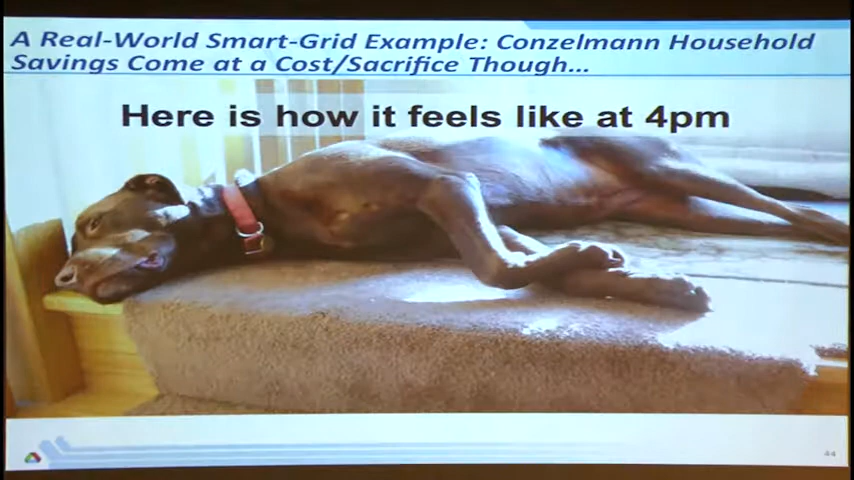 A Real-World Smart-Grid Example: Conzelmann Household
Savings Come at a Cost/Sacrifice Though...
Here is how it feels like at 4pm
44